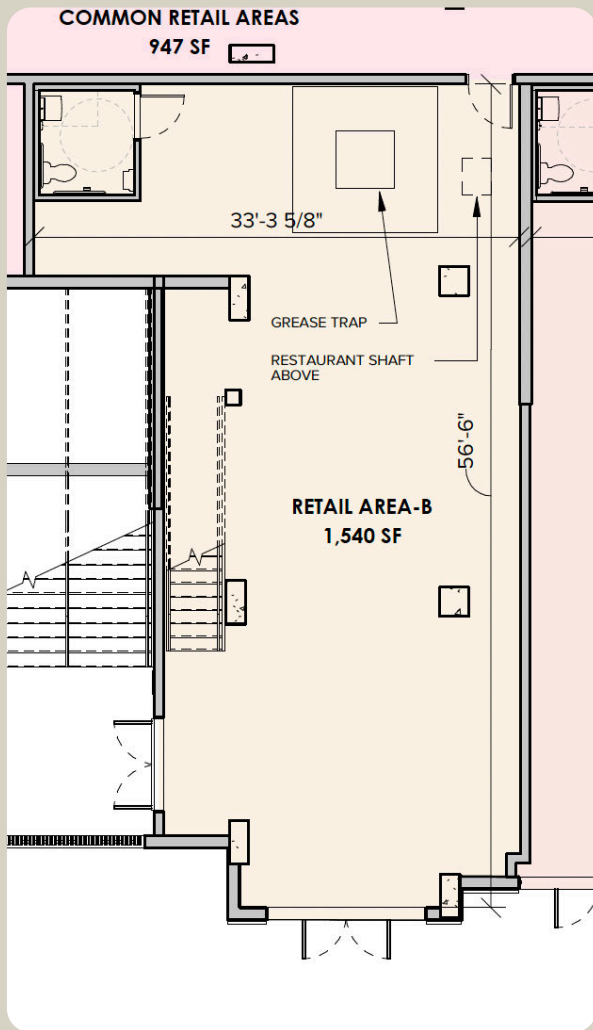 COMMON RETAIL AREAS
947 SF
33'-3 5/8"
GREASE TRAP
RESTAURANT SHAFT
ABOVE
56'-6"
RETAIL AREA-B
1,540 SF